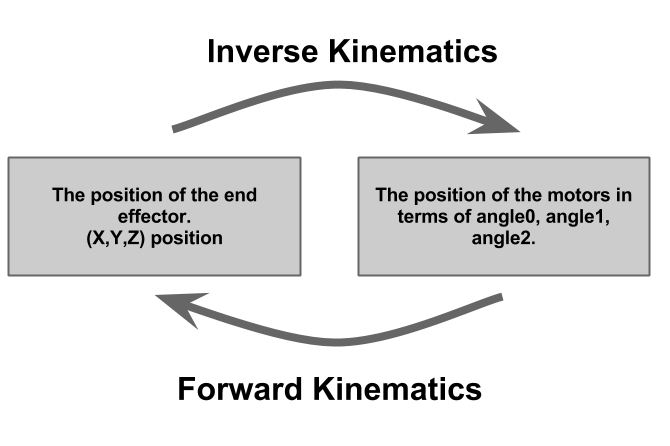 Inverse Kinematics
The position of the end
effector.
(X,Y,Z) position
The position of the motors in
terms of angle0, angle1,
angle2.
Forward Kinematics